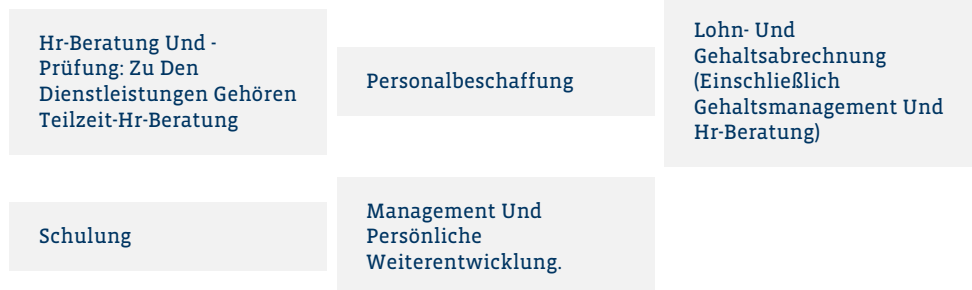 Hr-Beratung Und -
Prüfung: Zu Den
Dienstleistungen Gehören
Teilzeit-Hr-Beratung
Personalbeschaffung
Lohn- Und
Gehaltsabrechnung
(Einschließlich
Gehaltsmanagement Und
Hr-Beratung)
Schulung
Management Und
Persönliche
Weiterentwicklung.